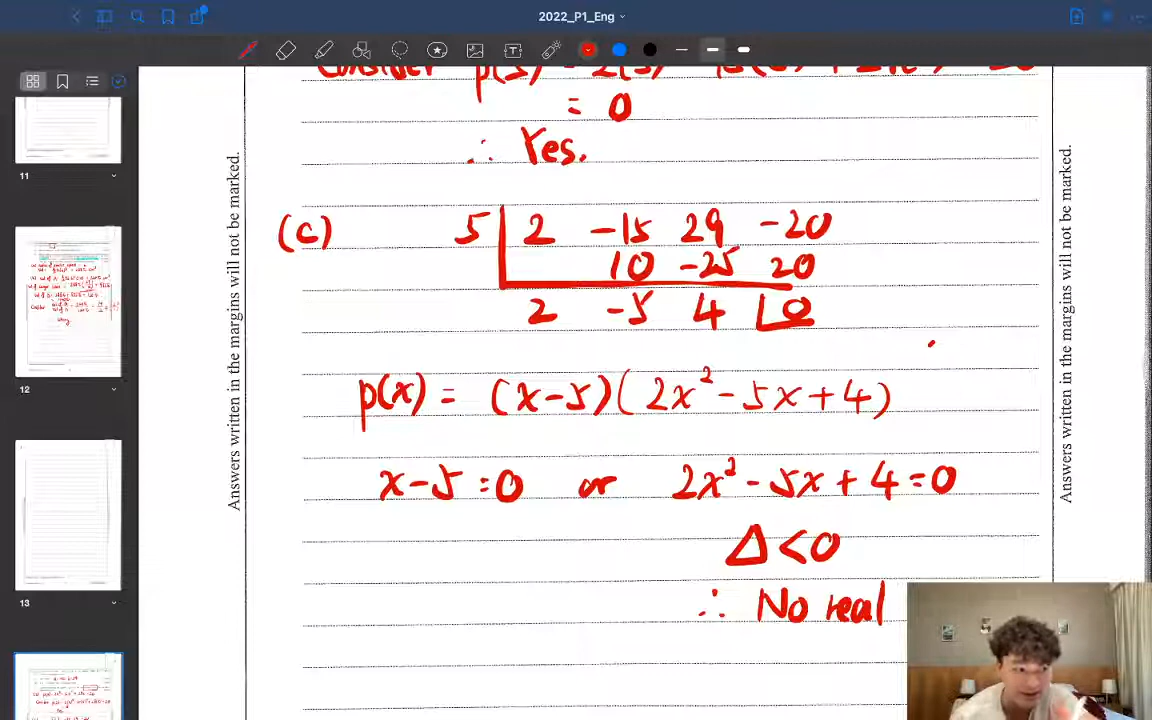 2022_P1_Eng
= 0
∴ Yes.
(c) 5 | 2 -15 29 -20
10 -25 20
2 -5 4 | 0
p(x) = (x-5)(2x² - 5x + 4)
x-5=0 or 2x² - 5x + 4 = 0
Δ < 0
∴ No real
Answers written in the margins will not be marked.
Answers written in the margins will not be marked.
11
12
13